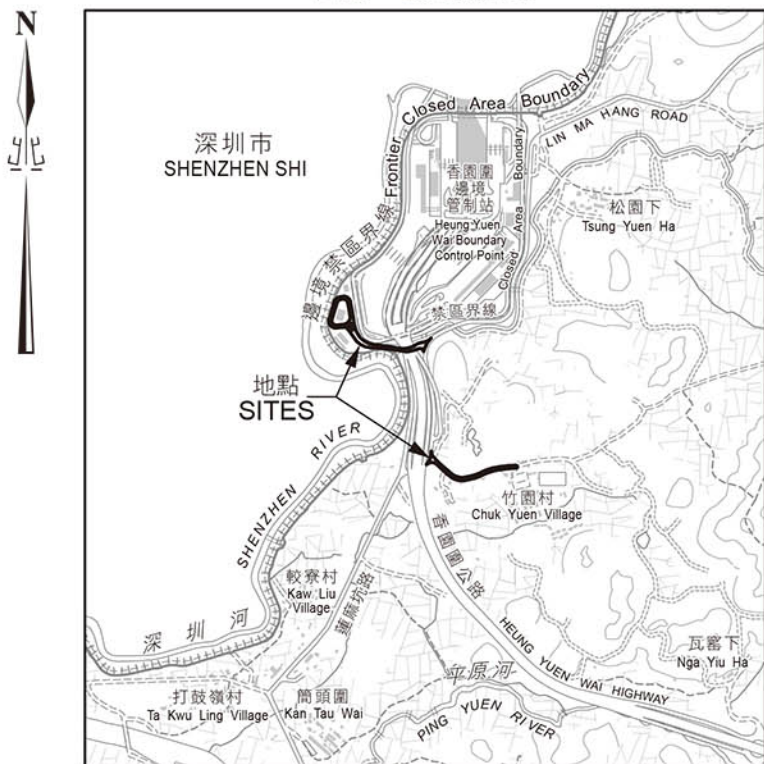 N
深圳市
SHENZHEN SHI
邊境禁區界線 Frontier Closed Area Boundary
LIN MA HANG ROAD
香園圍
邊境
管制站
Heung Yuen
Wai Boundary
Control Point
禁區界線 Closed Area Boundary
松園下
Tsung Yuen Ha
地點
SITES
竹園村
Chuk Yuen Village
SHENZHEN RIVER
深圳河
較寮村
Kaw Liu
Village
蓮麻坑路
香園圍公路
HEUNG YUEN WAI HIGHWAY
瓦窰下
Nga Yiu Ha
平原河
PING YUEN RIVER
打鼓嶺村
Ta Kwu Ling Village
簡頭圍
Kan Tau Wai